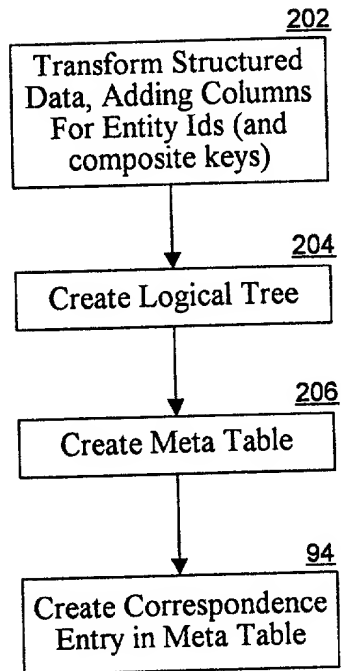 202
Transform Structured
Data, Adding Columns
For Entity Ids (and
composite keys)
204
Create Logical Tree
206
Create Meta Table
94
Create Correspondence
Entry in Meta Table